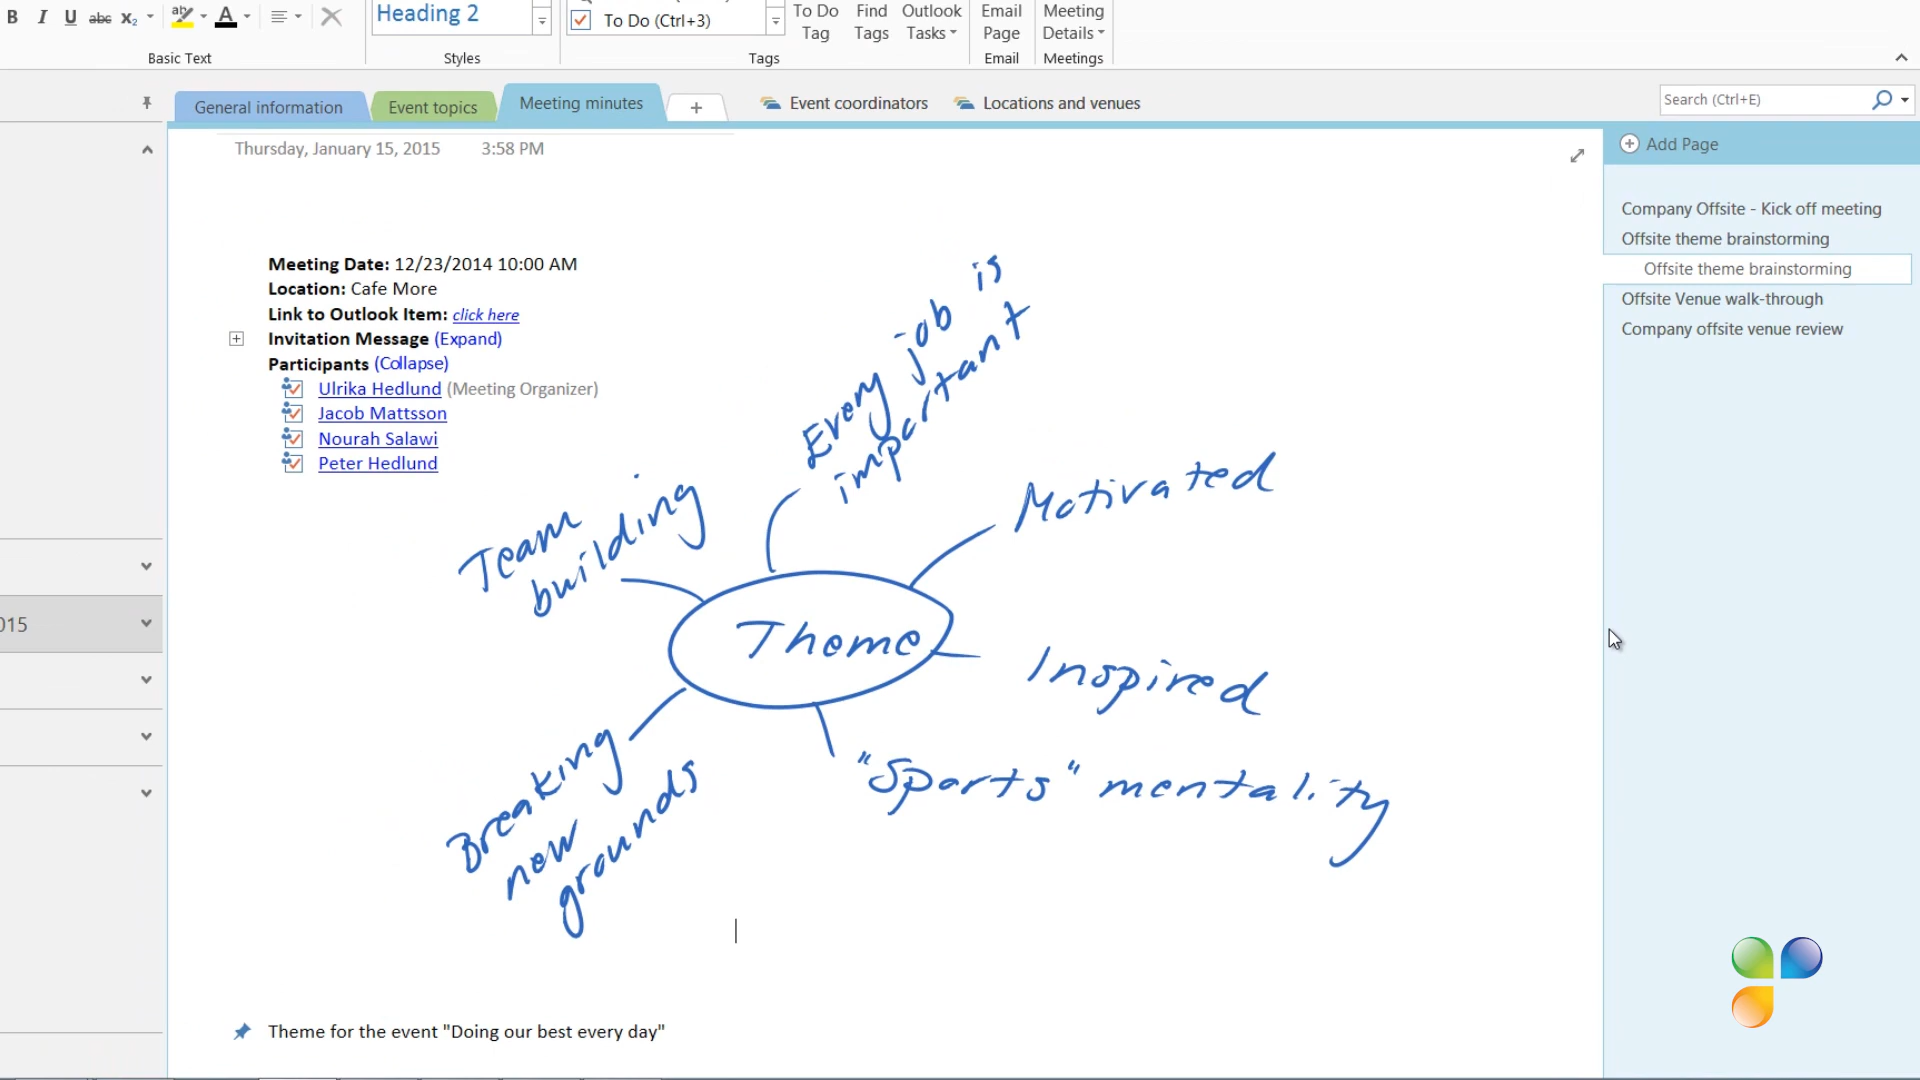 B I U abc X₂ ab A
Heading 2
To Do (Ctrl+3)
To Do
Tag
Find
Tags
Outlook
Tasks
Email
Page
Meeting
Details
Basic Text
Styles
Tags
Email
Meetings
General information
Event topics
Meeting minutes
+
Event coordinators
Locations and venues
Search (Ctrl+E)
Thursday, January 15, 2015 3:58 PM
Add Page
Company Offsite - Kick off meeting
Offsite theme brainstorming
Offsite theme brainstorming
Offsite Venue walk-through
Company offsite venue review
Meeting Date: 12/23/2014 10:00 AM
Location: Cafe More
Link to Outlook Item: click here
Invitation Message (Expand)
Participants (Collapse)
Ulrika Hedlund (Meeting Organizer)
Jacob Mattsson
Nourah Salawi
Peter Hedlund
Every job is
important
Motivated
Team
building
Theme
Inspired
"Sports" mentality
Breaking
new
grounds
015
Theme for the event "Doing our best every day"